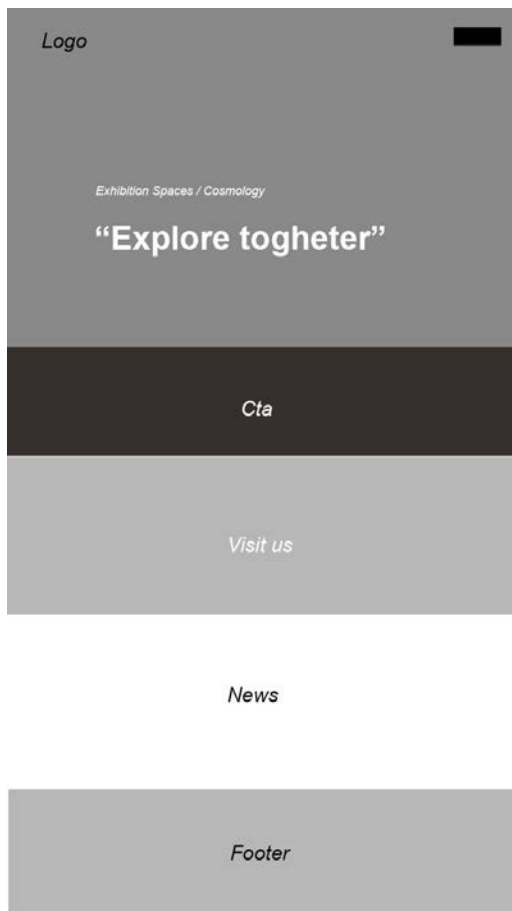 Logo
Exhibition Spaces / Cosmology
“Explore togheter”
Cta
Visit us
News
Footer